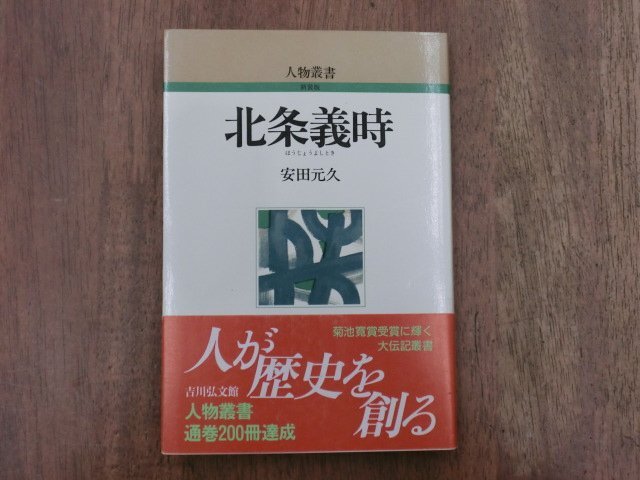 人物叢書
新装版
北条義時
ほうじょうよしとき
安田元久
菊池寛賞受賞に輝く
大伝記叢書
人が
歴史を
創る
吉川弘文館
人物叢書
通巻200冊達成